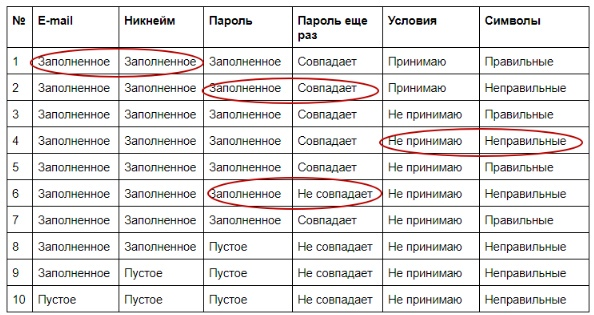 № E-mail Никнейм Пароль Пароль еще раз Условия Символы
1 Заполненное Заполненное Заполненное Совпадает Принимаю Правильные
2 Заполненное Заполненное Заполненное Совпадает Принимаю Неправильные
3 Заполненное Заполненное Заполненное Совпадает Не принимаю Правильные
4 Заполненное Заполненное Заполненное Совпадает Не принимаю Неправильные
5 Заполненное Заполненное Заполненное Совпадает Не принимаю Правильные
6 Заполненное Заполненное Заполненное Не совпадает Не принимаю Неправильные
7 Заполненное Заполненное Заполненное Совпадает Не принимаю Правильные
8 Заполненное Заполненное Пустое Не совпадает Не принимаю Неправильные
9 Заполненное Пустое Пустое Не совпадает Не принимаю Неправильные
10 Пустое Пустое Пустое Не совпадает Не принимаю Неправильные